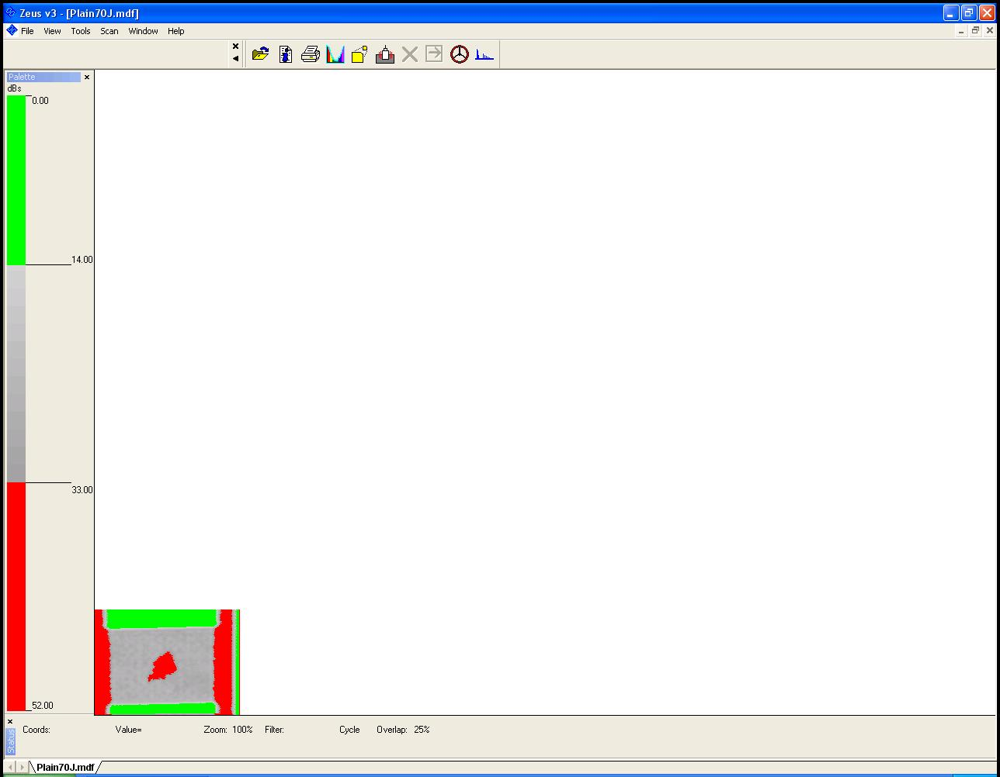 Zeus v3 - [Plain70J.mdf]
File View Tools Scan Window Help
Palette
dBs
0.00
14.00
33.00
52.00
Status
Coords: Value= Zoom: 100% Filter: Cycle Overlap: 25%
Plain70J.mdf